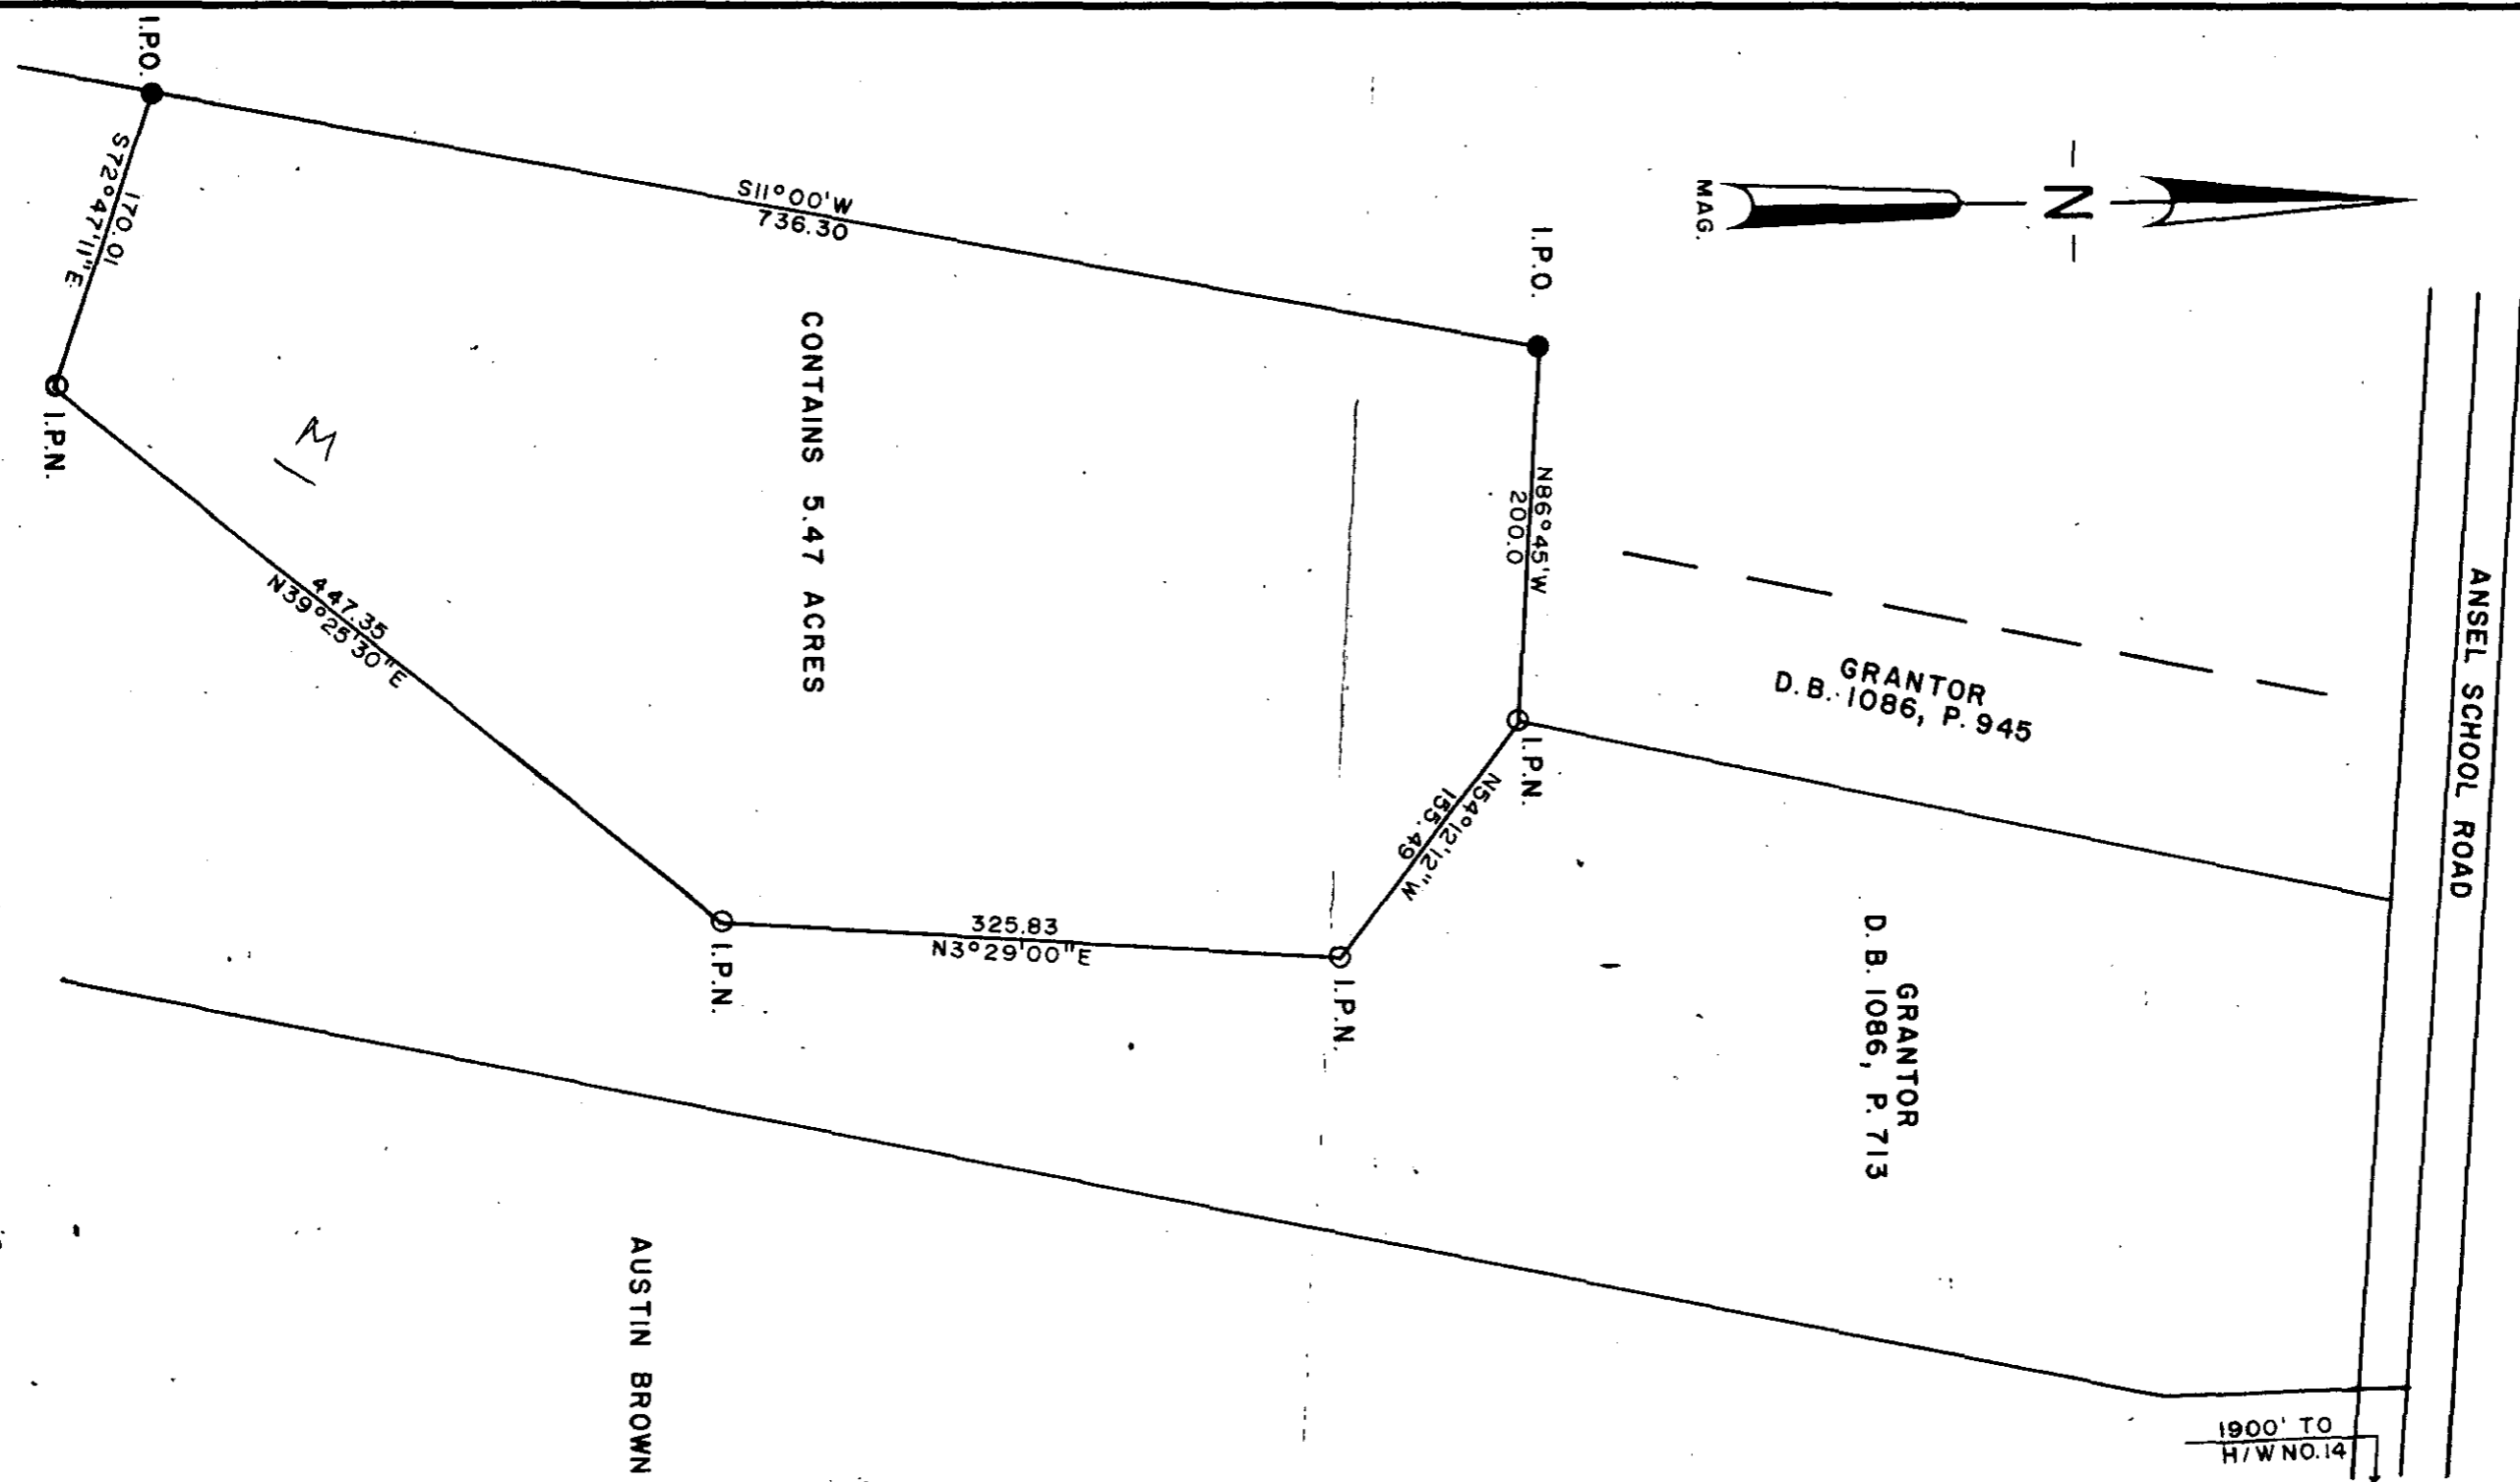 ANSEL SCHOOL ROAD
MAG.
N
I.P.O.
N86°45'W
200.0
GRANTOR
D.B. 1086, P. 945
I.P.N.
N54°12'12"W
155.49
GRANTOR
D.B. 1086, P. 713
I.P.N.
325.83
N3°29'00"E
I.P.N.
S11°00'W
736.30
CONTAINS 5.47 ACRES
I.P.O.
170.01
S72°47'11"E
I.P.N.
M
447.35
N39°25'30"E
AUSTIN BROWN
1900' TO
H/W NO.14